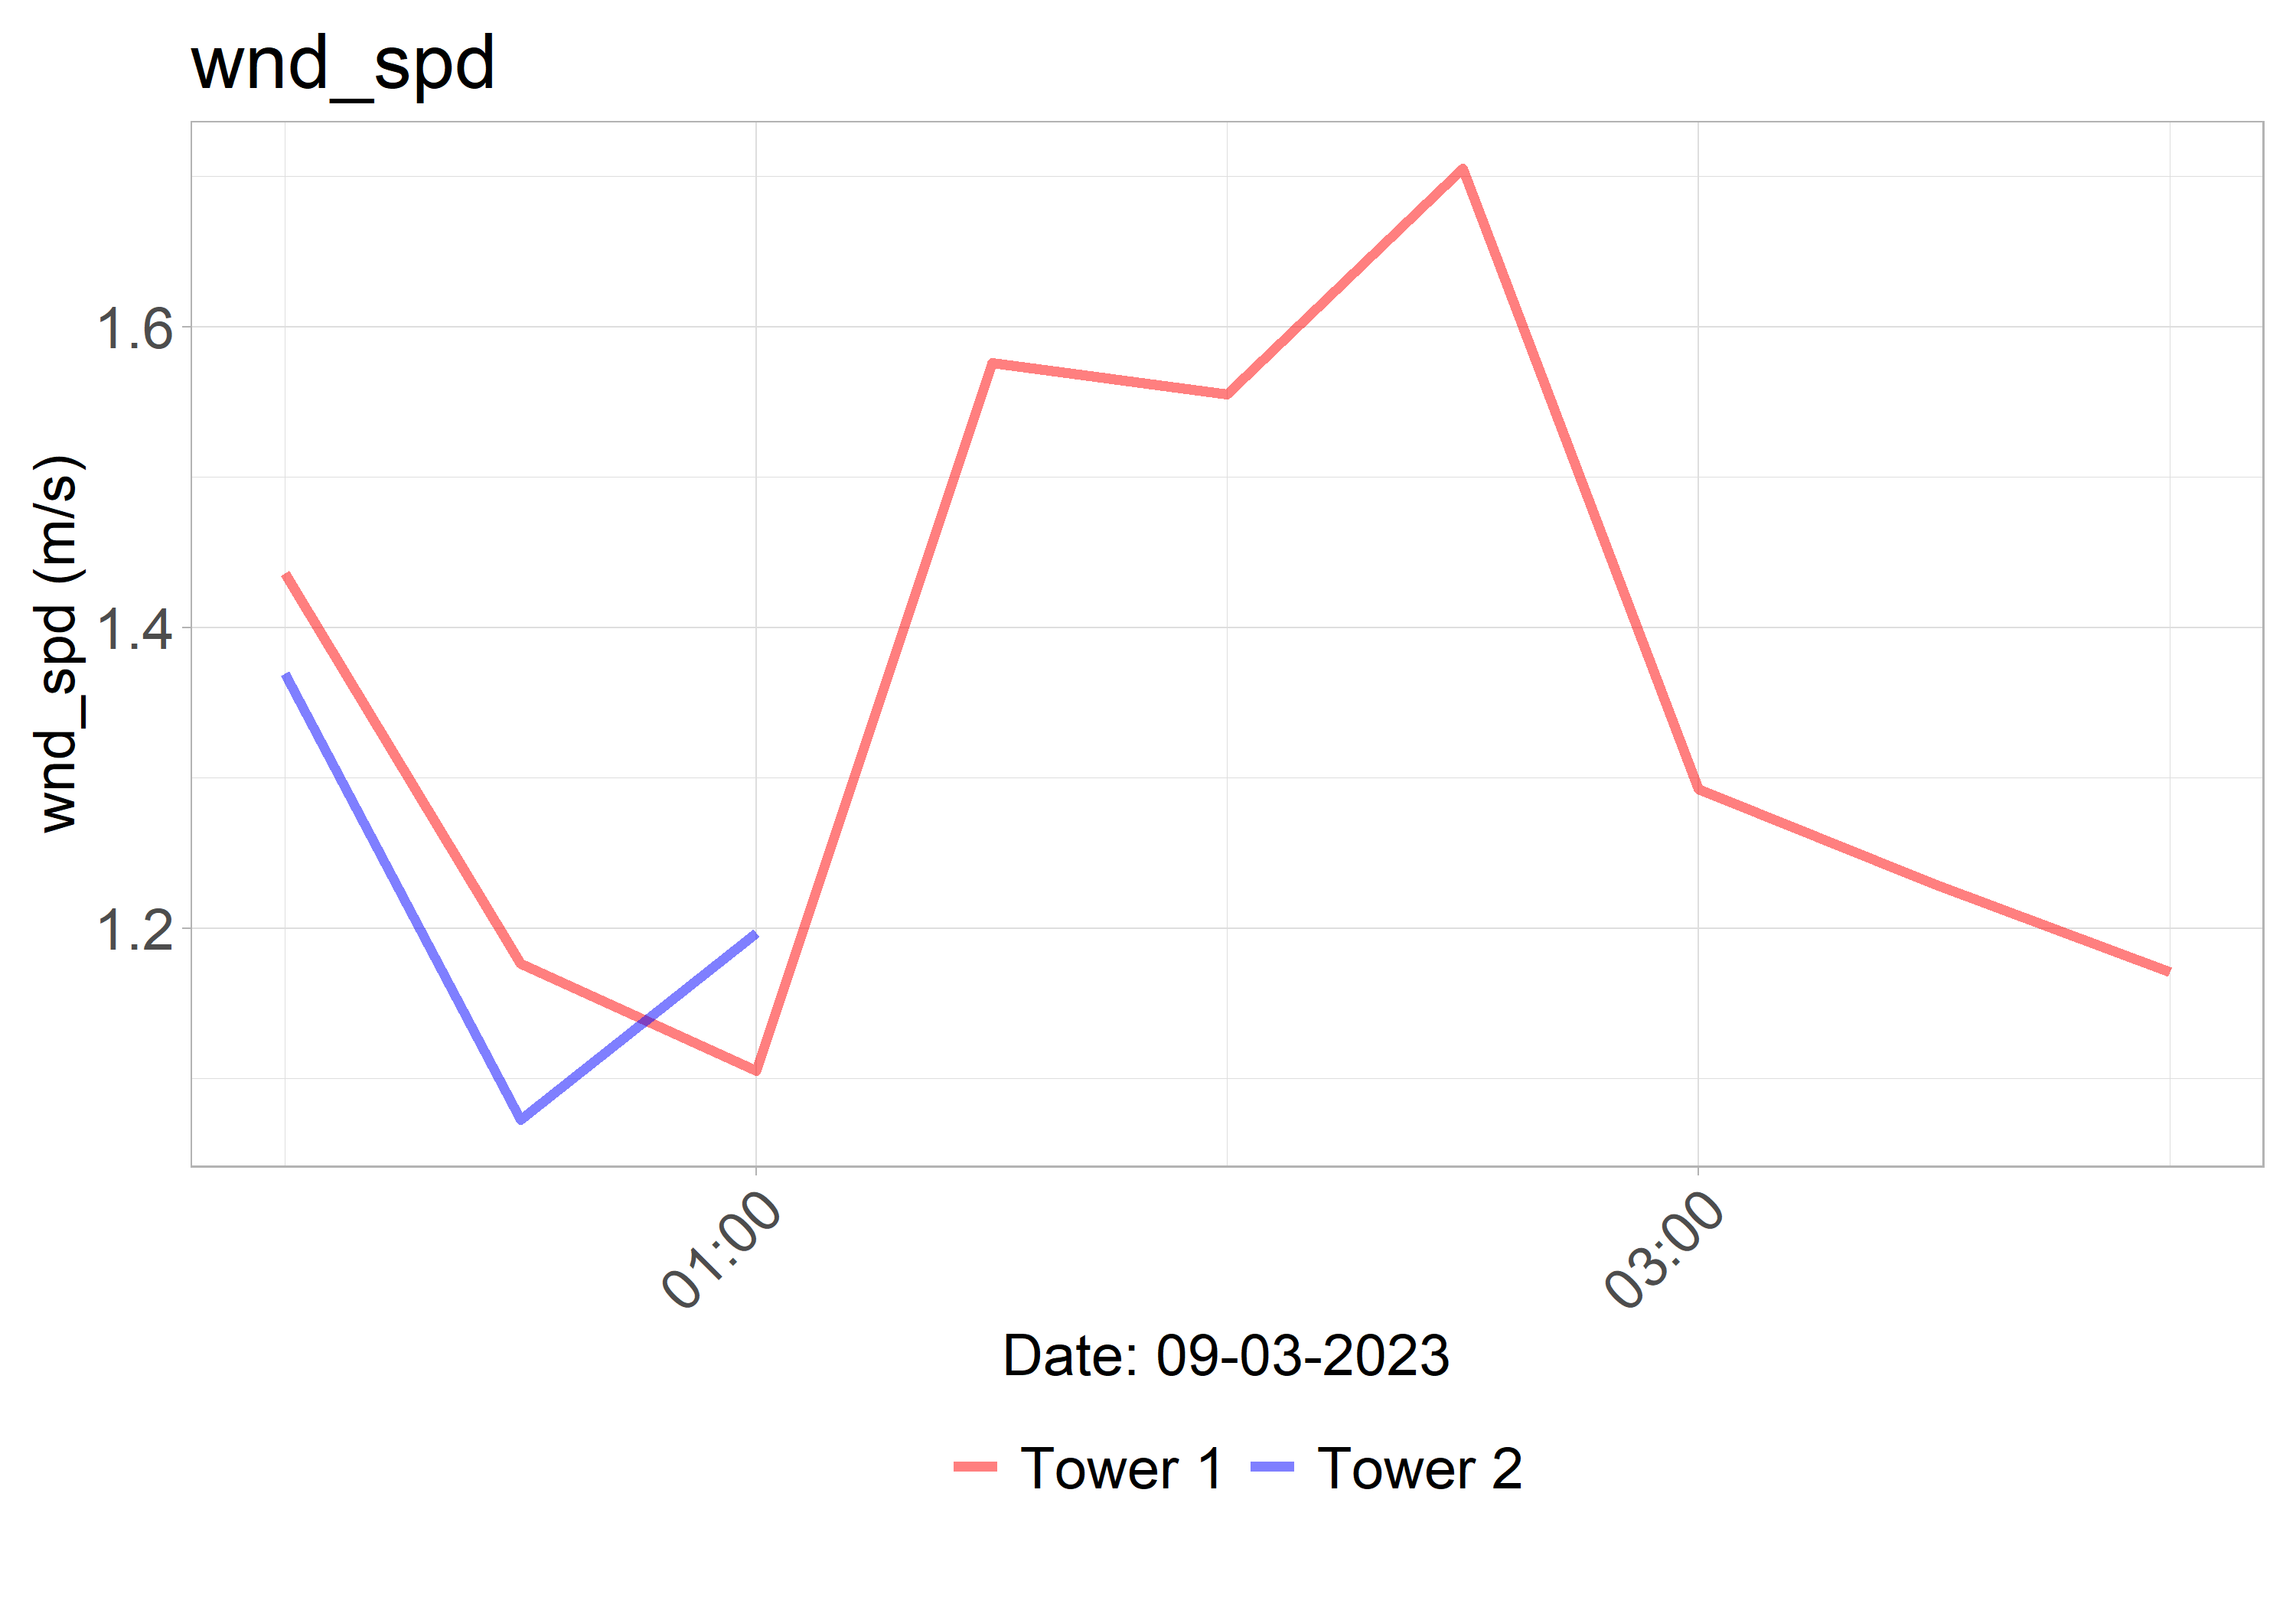 wnd_spd
wnd_spd (m/s)
1.6
1.4
1.2
01:00
03:00
Date: 09-03-2023
Tower 1
Tower 2